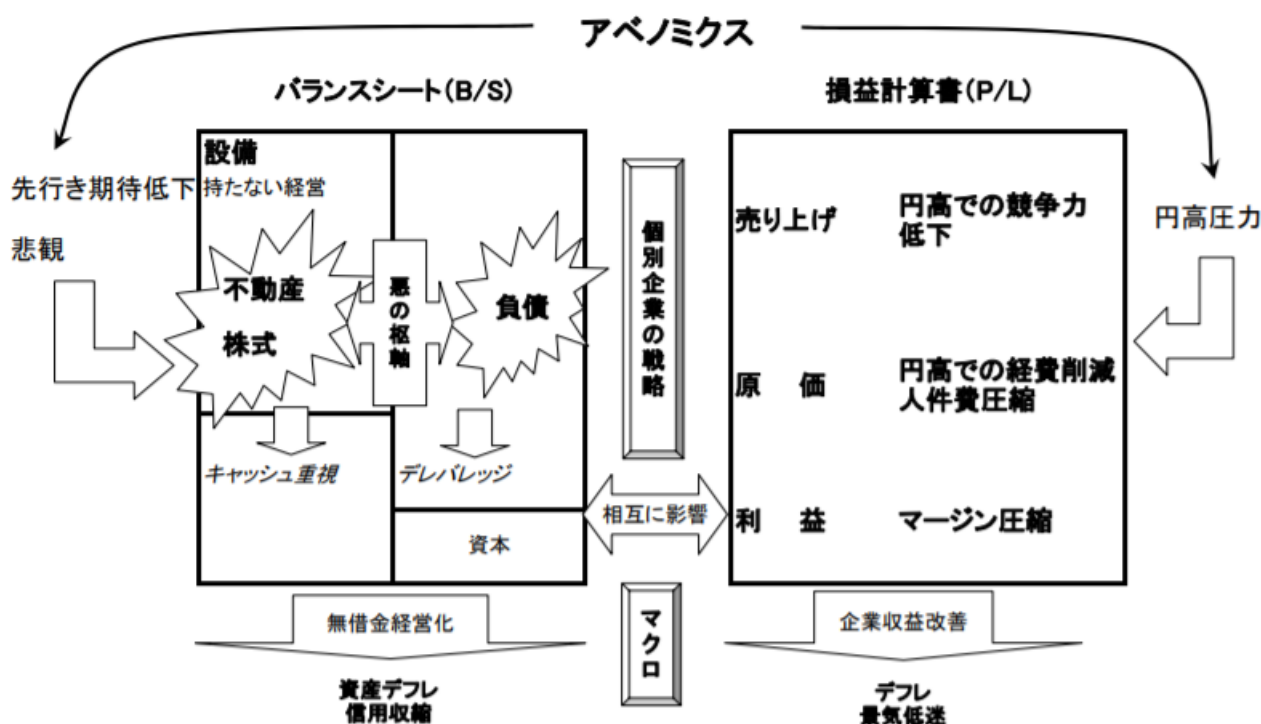 アベノミクス
バランスシート(B/S)
損益計算書(P/L)
先行き期待低下
悲観
設備
持たない経営
不動産
株式
悪の枢軸
負債
キャッシュ重視
デレバレッジ
資本
個別企業の戦略
相互に影響
マクロ
売り上げ
円高での競争力
低下
原 価
円高での経費削減
人件費圧縮
利 益
マージン圧縮
円高圧力
無借金経営化
資産デフレ
信用収縮
企業収益改善
デフレ
景気低迷